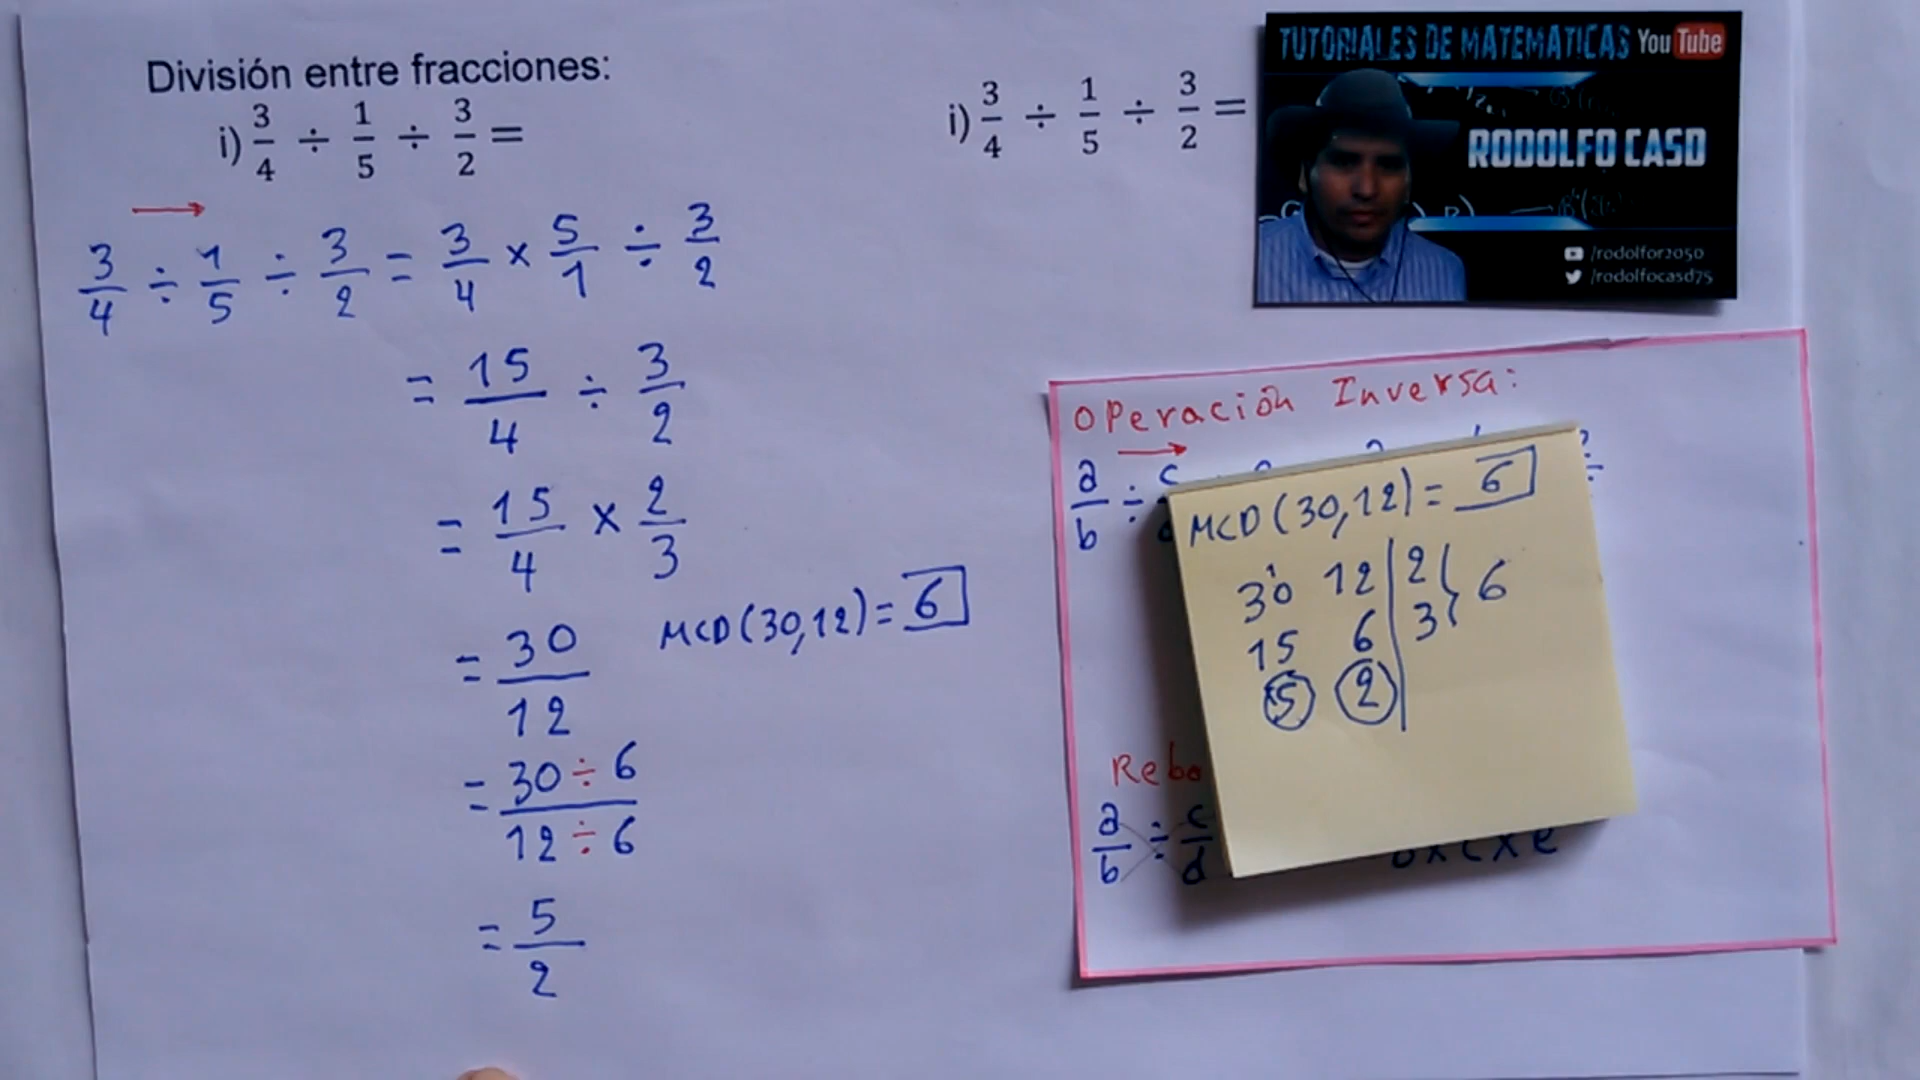 División entre fracciones:
i) 3/4 ÷ 1/5 ÷ 3/2 =
3/4 ÷ 1/5 ÷ 3/2 = 3/4 × 5/1 ÷ 3/2
= 15/4 ÷ 3/2
= 15/4 × 2/3
= 30/12
MCD(30,12) = 6
= 30÷6/12÷6
= 5/2
i) 3/4 ÷ 1/5 ÷ 3/2 =
TUTORIALES DE MATEMATICAS YouTube
RODOLFO CASD
/rodolfor2050
/rodolfocasd75
Operación Inversa:
a/b ÷ c
MCD(30,12) = 6
30 12 | 2 6
15 6 | 3
5 2
a/b ÷ c/d